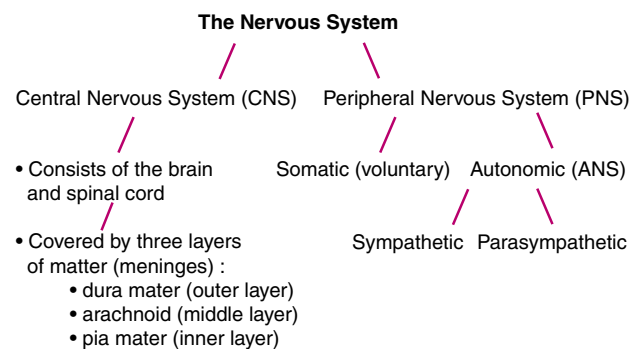 The Nervous System
Central Nervous System (CNS)
Peripheral Nervous System (PNS)
• Consists of the brain
and spinal cord
Somatic (voluntary)
Autonomic (ANS)
• Covered by three layers
of matter (meninges) :
• dura mater (outer layer)
• arachnoid (middle layer)
• pia mater (inner layer)
Sympathetic
Parasympathetic